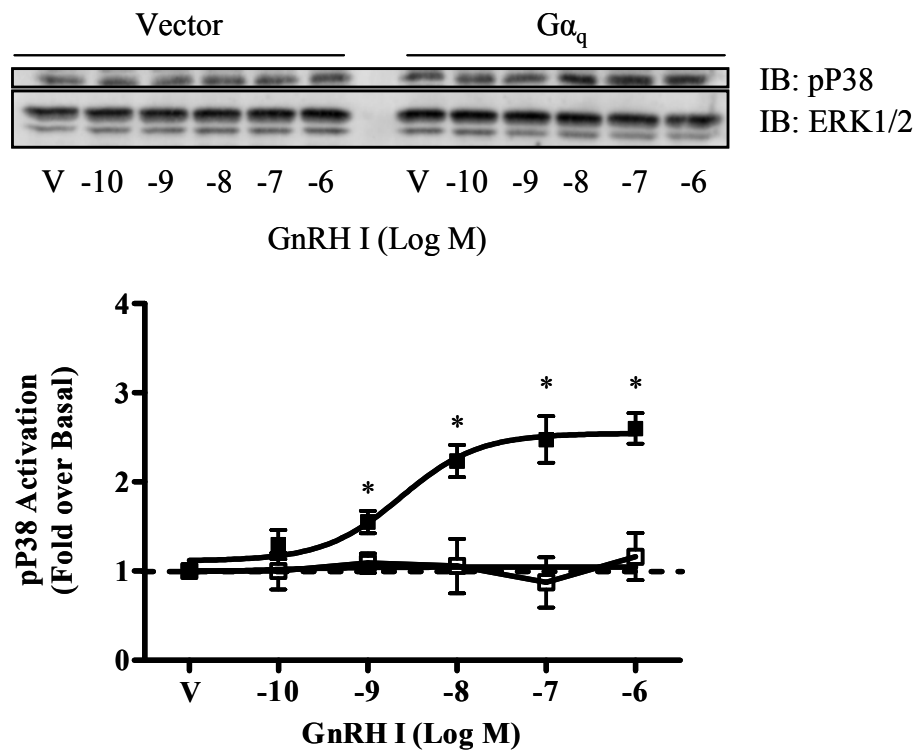 Vector Gαq
IB: pP38
IB: ERK1/2
V -10 -9 -8 -7 -6 V -10 -9 -8 -7 -6
GnRH I (Log M)
pP38 Activation
(Fold over Basal)
4
3
2
1
0
* * * *
V -10 -9 -8 -7 -6
GnRH I (Log M)